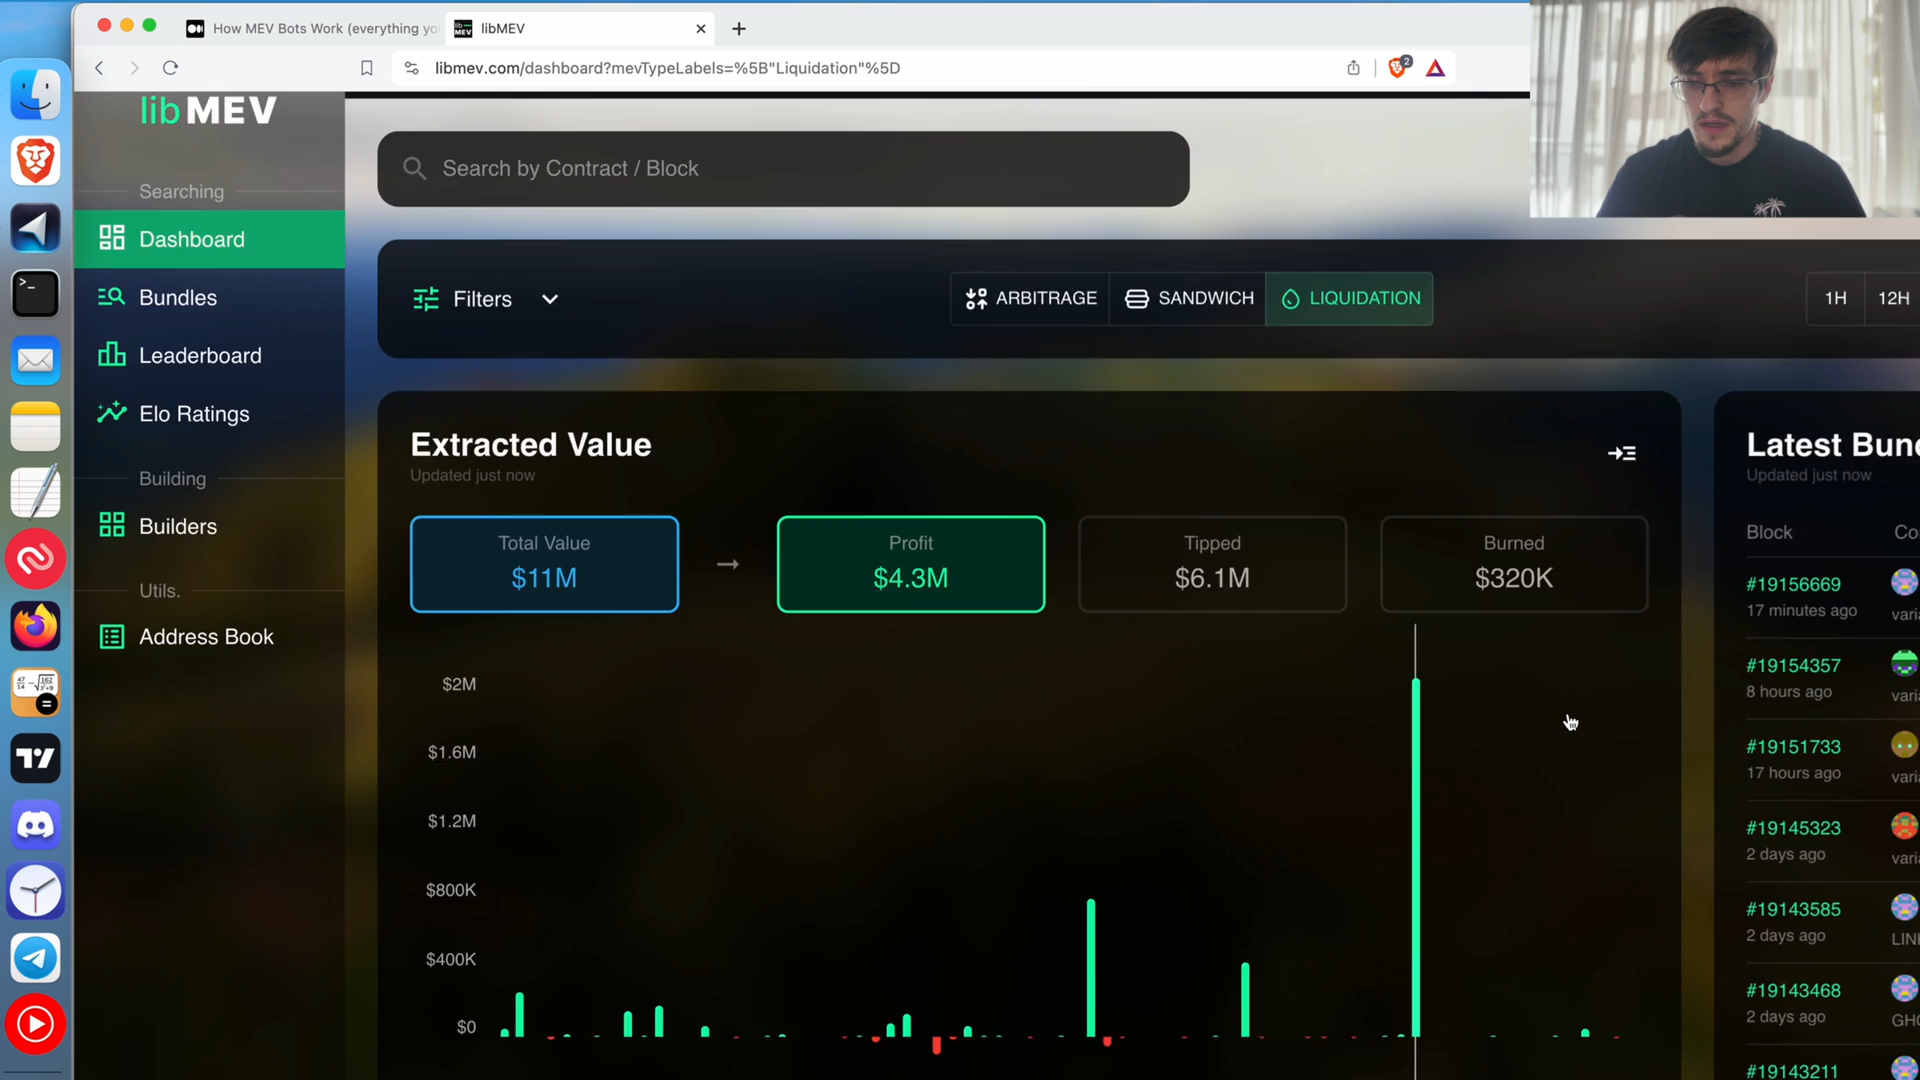 How MEV Bots Work (everything yo
libMEV
libmev.com/dashboard?mevTypeLabels=%5B"Liquidation"%5D
2
lib MEV
Searching
Dashboard
Bundles
Leaderboard
Elo Ratings
Building
Builders
Utils.
Address Book
Search by Contract / Block
Filters
ARBITRAGE
SANDWICH
LIQUIDATION
1H
12H
Extracted Value
Updated just now
Total Value
$11M
→
Profit
$4.3M
Tipped
$6.1M
Burned
$320K
$2M
$1.6M
$1.2M
$800K
$400K
$0
Latest Bun
Updated just now
Block
Co
#19156669
17 minutes ago
vari
#19154357
8 hours ago
vari
#19151733
17 hours ago
vari
#19145323
2 days ago
vari
#19143585
2 days ago
LINK
#19143468
2 days ago
GHO
#19143211